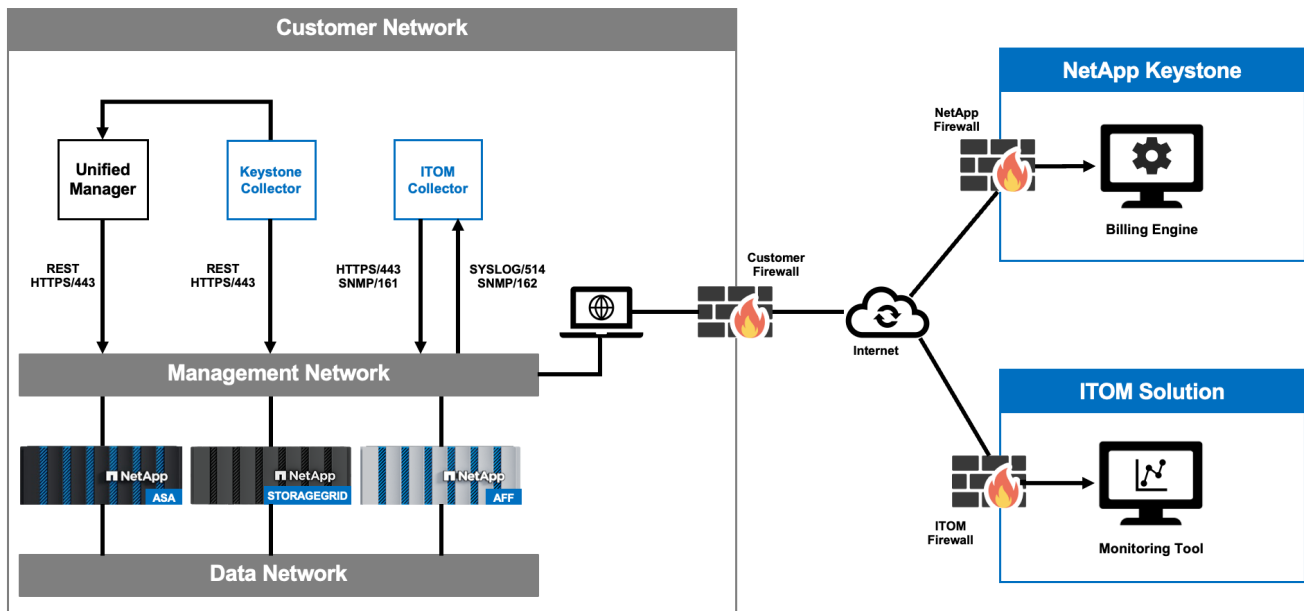 Customer Network
Unified
Manager
Keystone
Collector
ITOM
Collector
REST
HTTPS/443
REST
HTTPS/443
HTTPS/443
SNMP/161
SYSLOG/514
SNMP/162
Management Network
NetApp
ASA
NetApp
STORAGEGRID
NetApp
AFF
Data Network
Customer
Firewall
Internet
NetApp
Firewall
NetApp Keystone
Billing Engine
ITOM Solution
ITOM
Firewall
Monitoring Tool